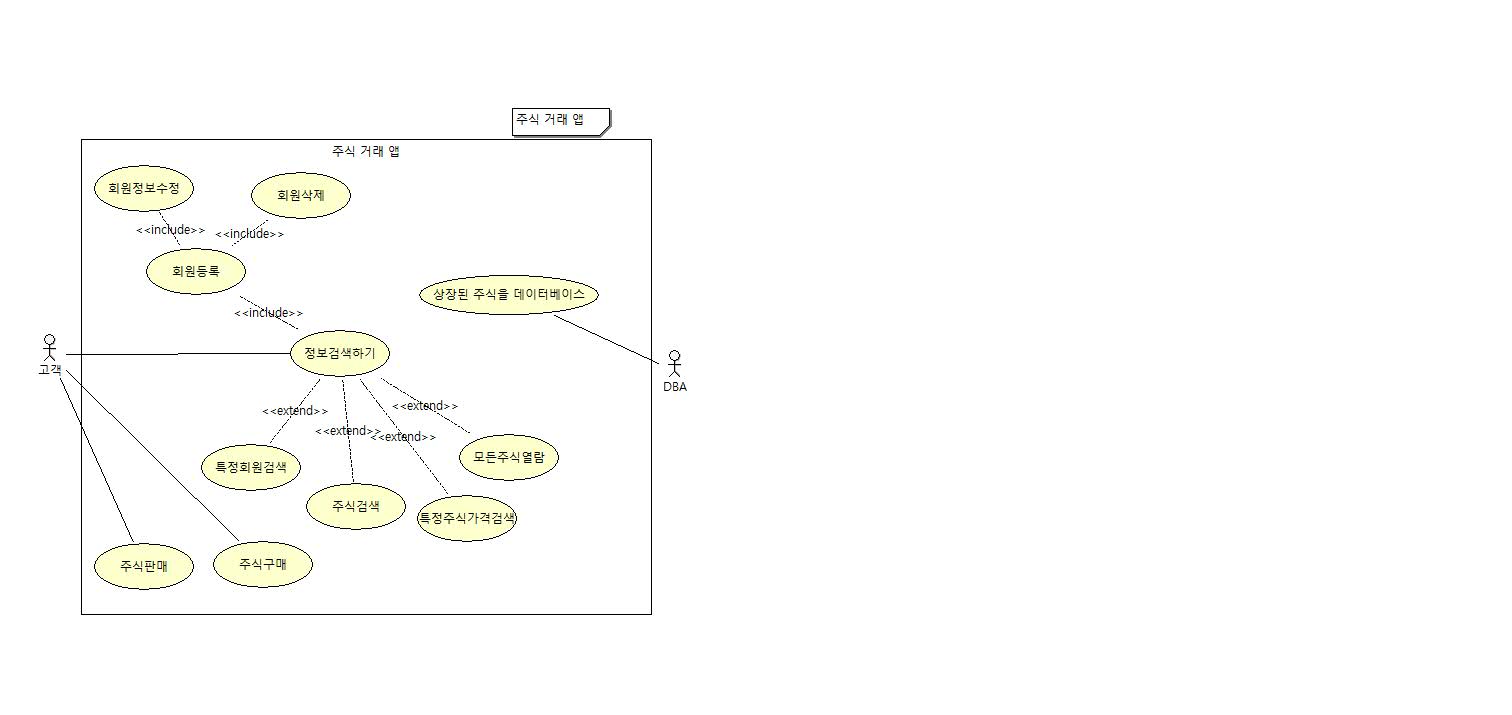 주식 거래 앱
주식 거래 앱
회원정보수정
회원삭제
<<include>>
<<include>>
회원등록
상장된 주식을 데이터베이스
<<include>>
정보검색하기
고객
DBA
<<extend>>
<<extend>>
<<extend>>
<<extend>>
모든주식열람
특정회원검색
주식검색
특정주식가격검색
주식판매
주식구매